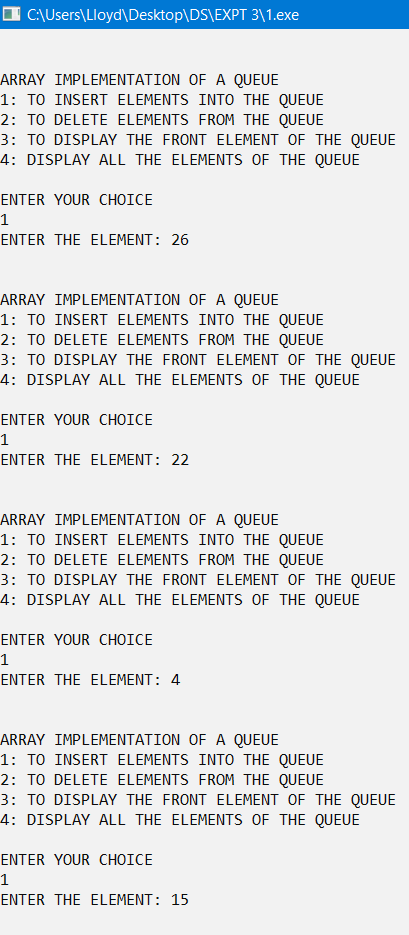 C:\Users\Lloyd\Desktop\DS\EXPT 3\1.exe
ARRAY IMPLEMENTATION OF A QUEUE
1: TO INSERT ELEMENTS INTO THE QUEUE
2: TO DELETE ELEMENTS FROM THE QUEUE
3: TO DISPLAY THE FRONT ELEMENT OF THE QUEUE
4: DISPLAY ALL THE ELEMENTS OF THE QUEUE
ENTER YOUR CHOICE
1
ENTER THE ELEMENT: 26
ARRAY IMPLEMENTATION OF A QUEUE
1: TO INSERT ELEMENTS INTO THE QUEUE
2: TO DELETE ELEMENTS FROM THE QUEUE
3: TO DISPLAY THE FRONT ELEMENT OF THE QUEUE
4: DISPLAY ALL THE ELEMENTS OF THE QUEUE
ENTER YOUR CHOICE
1
ENTER THE ELEMENT: 22
ARRAY IMPLEMENTATION OF A QUEUE
1: TO INSERT ELEMENTS INTO THE QUEUE
2: TO DELETE ELEMENTS FROM THE QUEUE
3: TO DISPLAY THE FRONT ELEMENT OF THE QUEUE
4: DISPLAY ALL THE ELEMENTS OF THE QUEUE
ENTER YOUR CHOICE
1
ENTER THE ELEMENT: 4
ARRAY IMPLEMENTATION OF A QUEUE
1: TO INSERT ELEMENTS INTO THE QUEUE
2: TO DELETE ELEMENTS FROM THE QUEUE
3: TO DISPLAY THE FRONT ELEMENT OF THE QUEUE
4: DISPLAY ALL THE ELEMENTS OF THE QUEUE
ENTER YOUR CHOICE
1
ENTER THE ELEMENT: 15